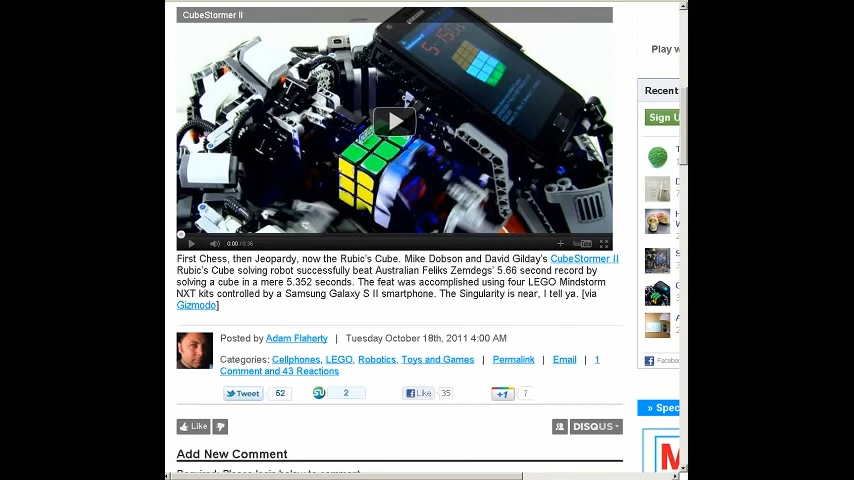 CubeStormer II
0:00 / 0:36
First Chess, then Jeopardy, now the Rubic's Cube. Mike Dobson and David Gilday's CubeStormer II
Rubic's Cube solving robot successfully beat Australian Feliks Zemdegs' 5.66 second record by
solving a cube in a mere 5.352 seconds. The feat was accomplished using four LEGO Mindstorm
NXT kits controlled by a Samsung Galaxy S II smartphone. The Singularity is near, I tell ya. [via
Gizmodo]
Posted by Adam Flaherty | Tuesday October 18th, 2011 4:00 AM
Categories: Cellphones, LEGO, Robotics, Toys and Games | Permalink | Email | 1
Comment and 43 Reactions
Tweet 52 2 Like 35 +1 7
Like DISQUS
Add New Comment
Play w
Recent
Sign U
Facebo
» Spec
M